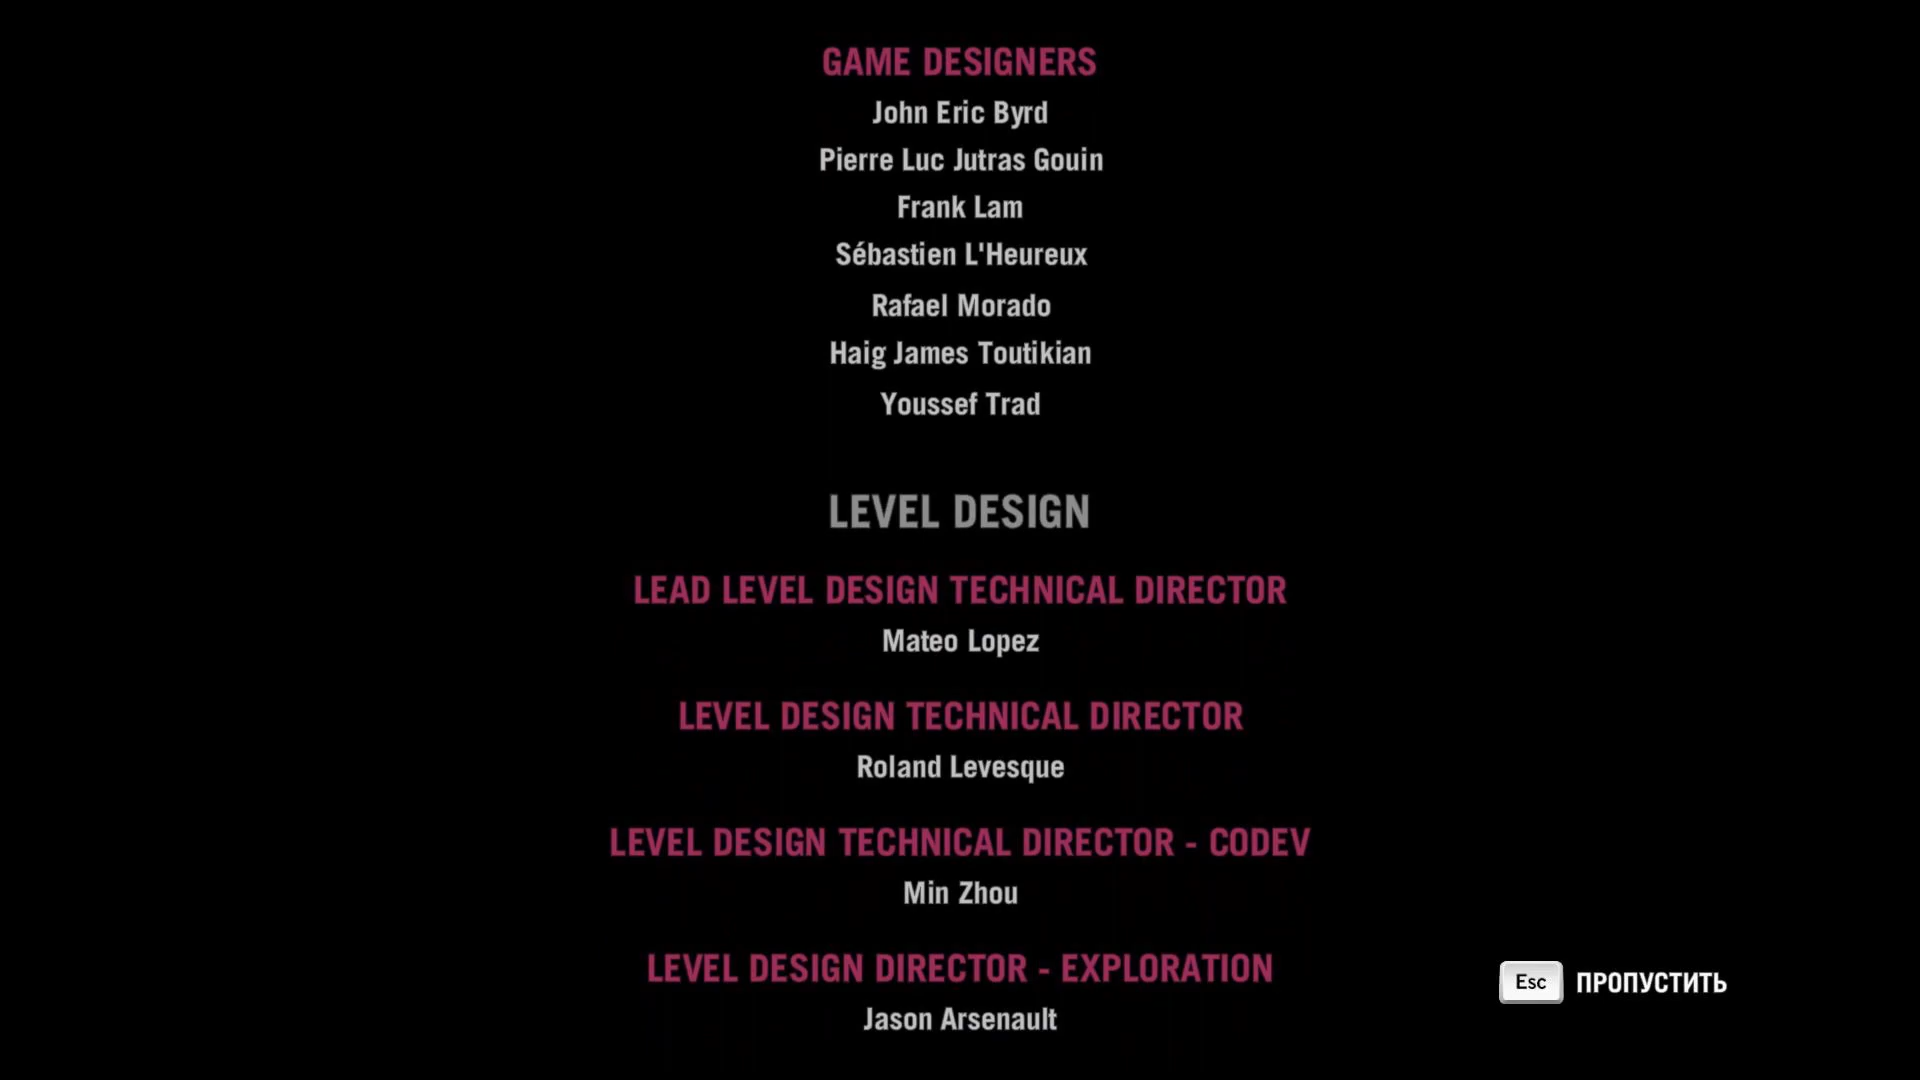 GAME DESIGNERS
John Eric Byrd
Pierre Luc Jutras Gouin
Frank Lam
Sébastien L'Heureux
Rafael Morado
Haig James Toutikian
Youssef Trad
LEVEL DESIGN
LEAD LEVEL DESIGN TECHNICAL DIRECTOR
Mateo Lopez
LEVEL DESIGN TECHNICAL DIRECTOR
Roland Levesque
LEVEL DESIGN TECHNICAL DIRECTOR - CODEV
Min Zhou
LEVEL DESIGN DIRECTOR - EXPLORATION
Jason Arsenault
Esc ПРОПУСТИТЬ